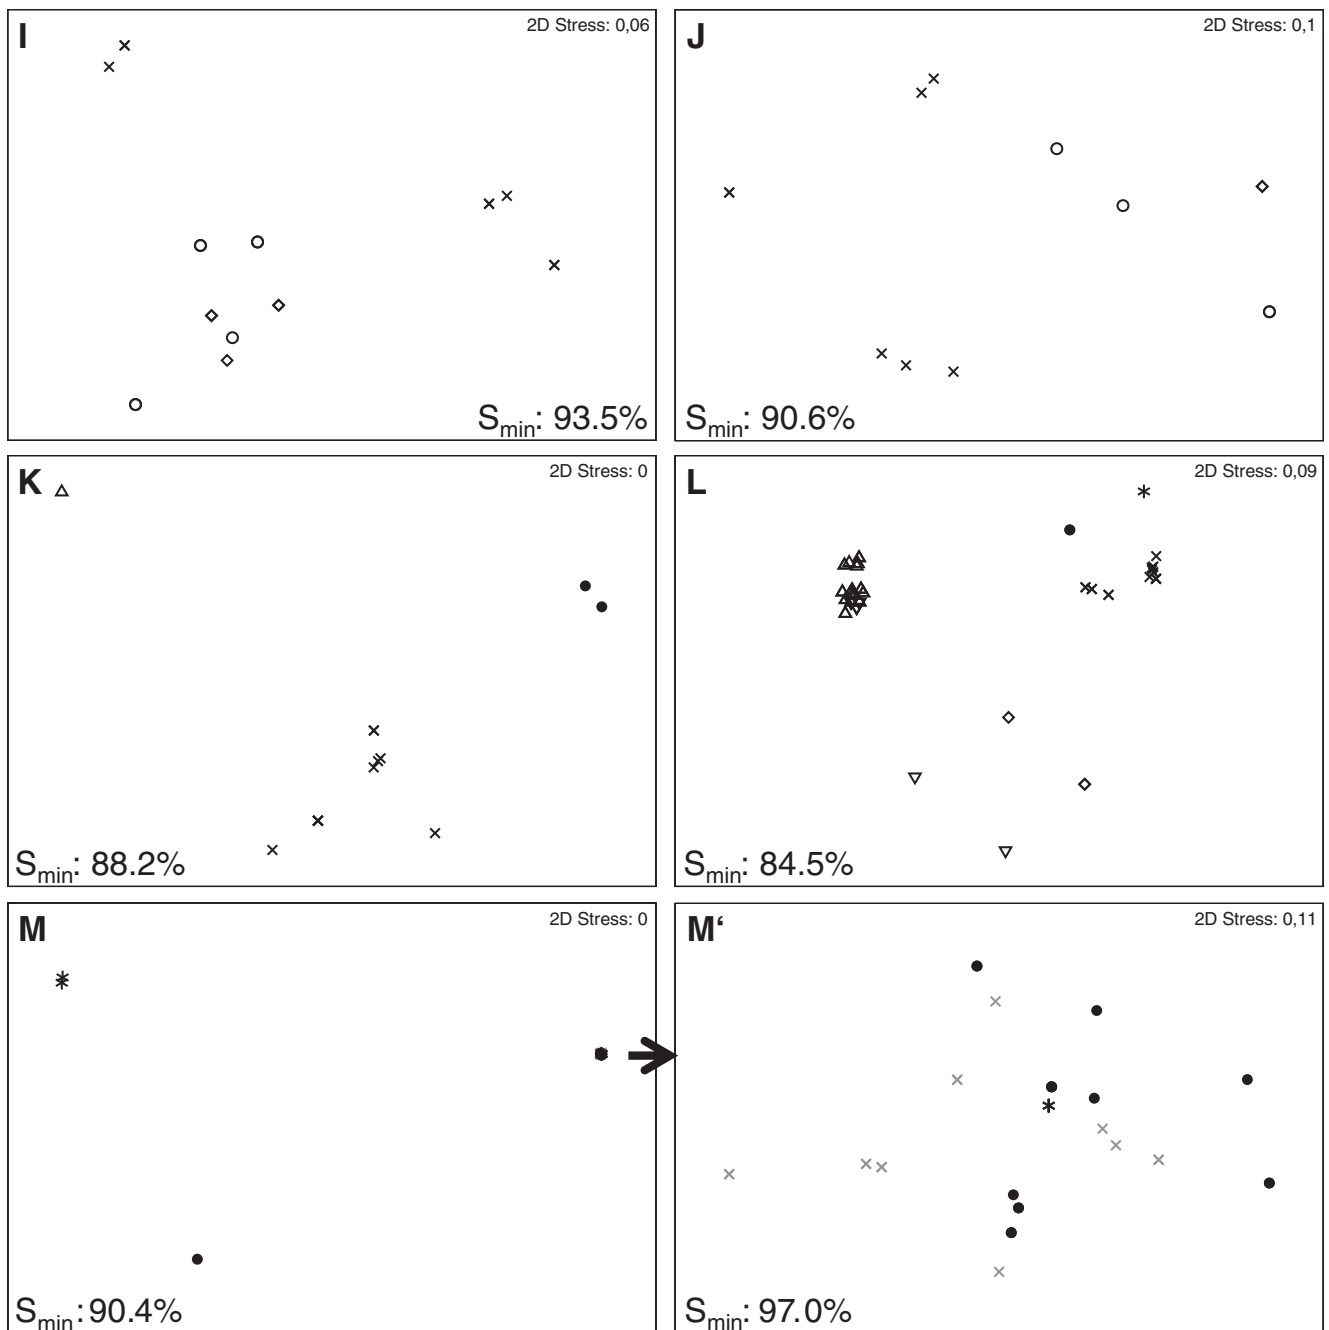 I
2D Stress: 0,06
Smin: 93.5%
J
2D Stress: 0,1
Smin: 90.6%
K
2D Stress: 0
Smin: 88.2%
L
2D Stress: 0,09
Smin: 84.5%
M
2D Stress: 0
Smin: 90.4%
M‘
2D Stress: 0,11
Smin: 97.0%